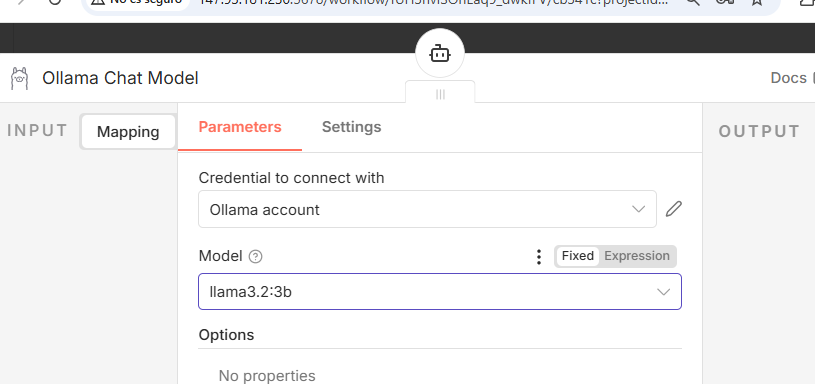 No es seguro
Ollama Chat Model
Docs
INPUT
Mapping
Parameters
Settings
OUTPUT
Credential to connect with
Ollama account
Model
Fixed
Expression
llama3.2:3b
Options
No properties